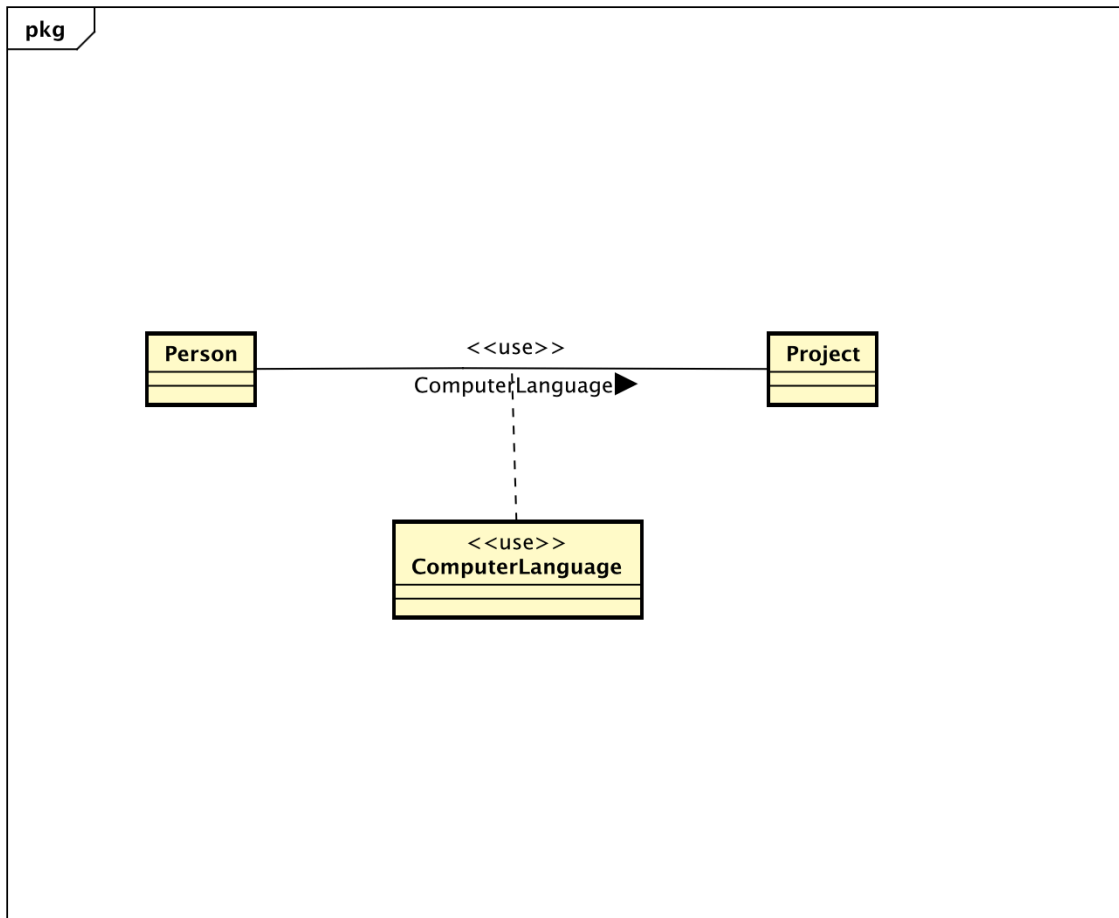 pkg
<<use>>
Person
Project
ComputerLanguage
<<use>>
ComputerLanguage